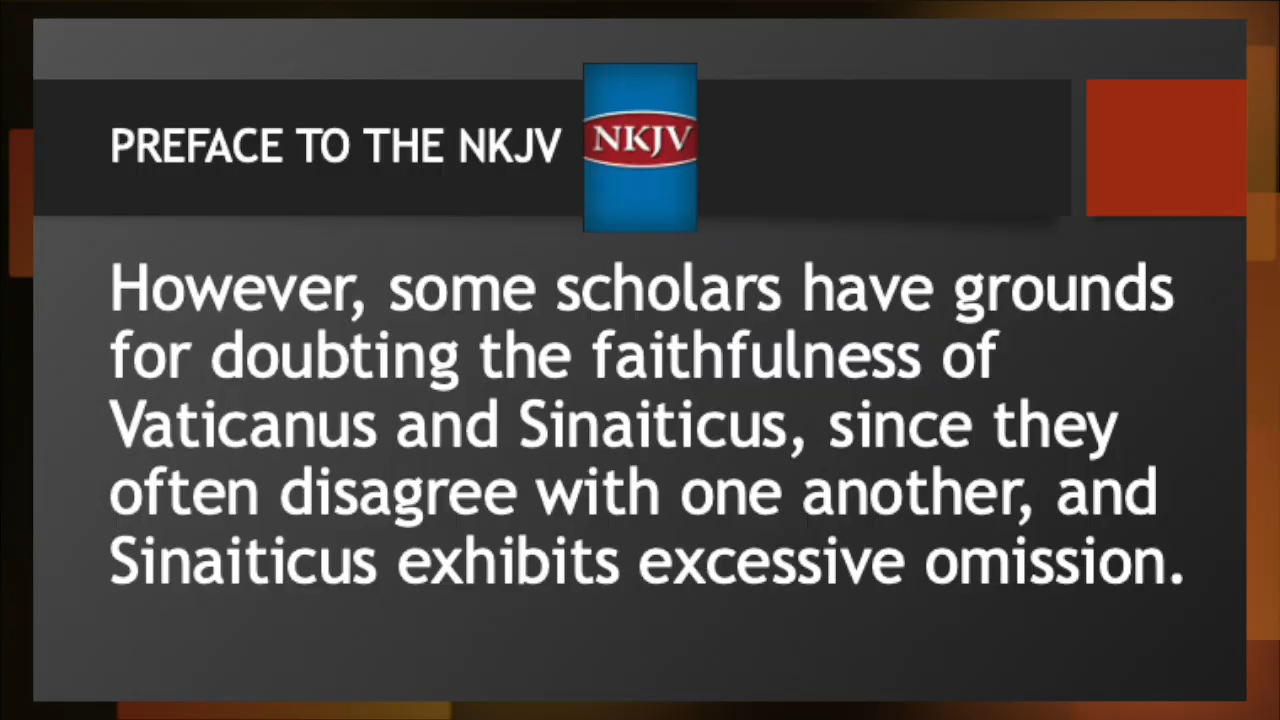 PREFACE TO THE NKJV
NKJV
However, some scholars have grounds
for doubting the faithfulness of
Vaticanus and Sinaiticus, since they
often disagree with one another, and
Sinaiticus exhibits excessive omission.